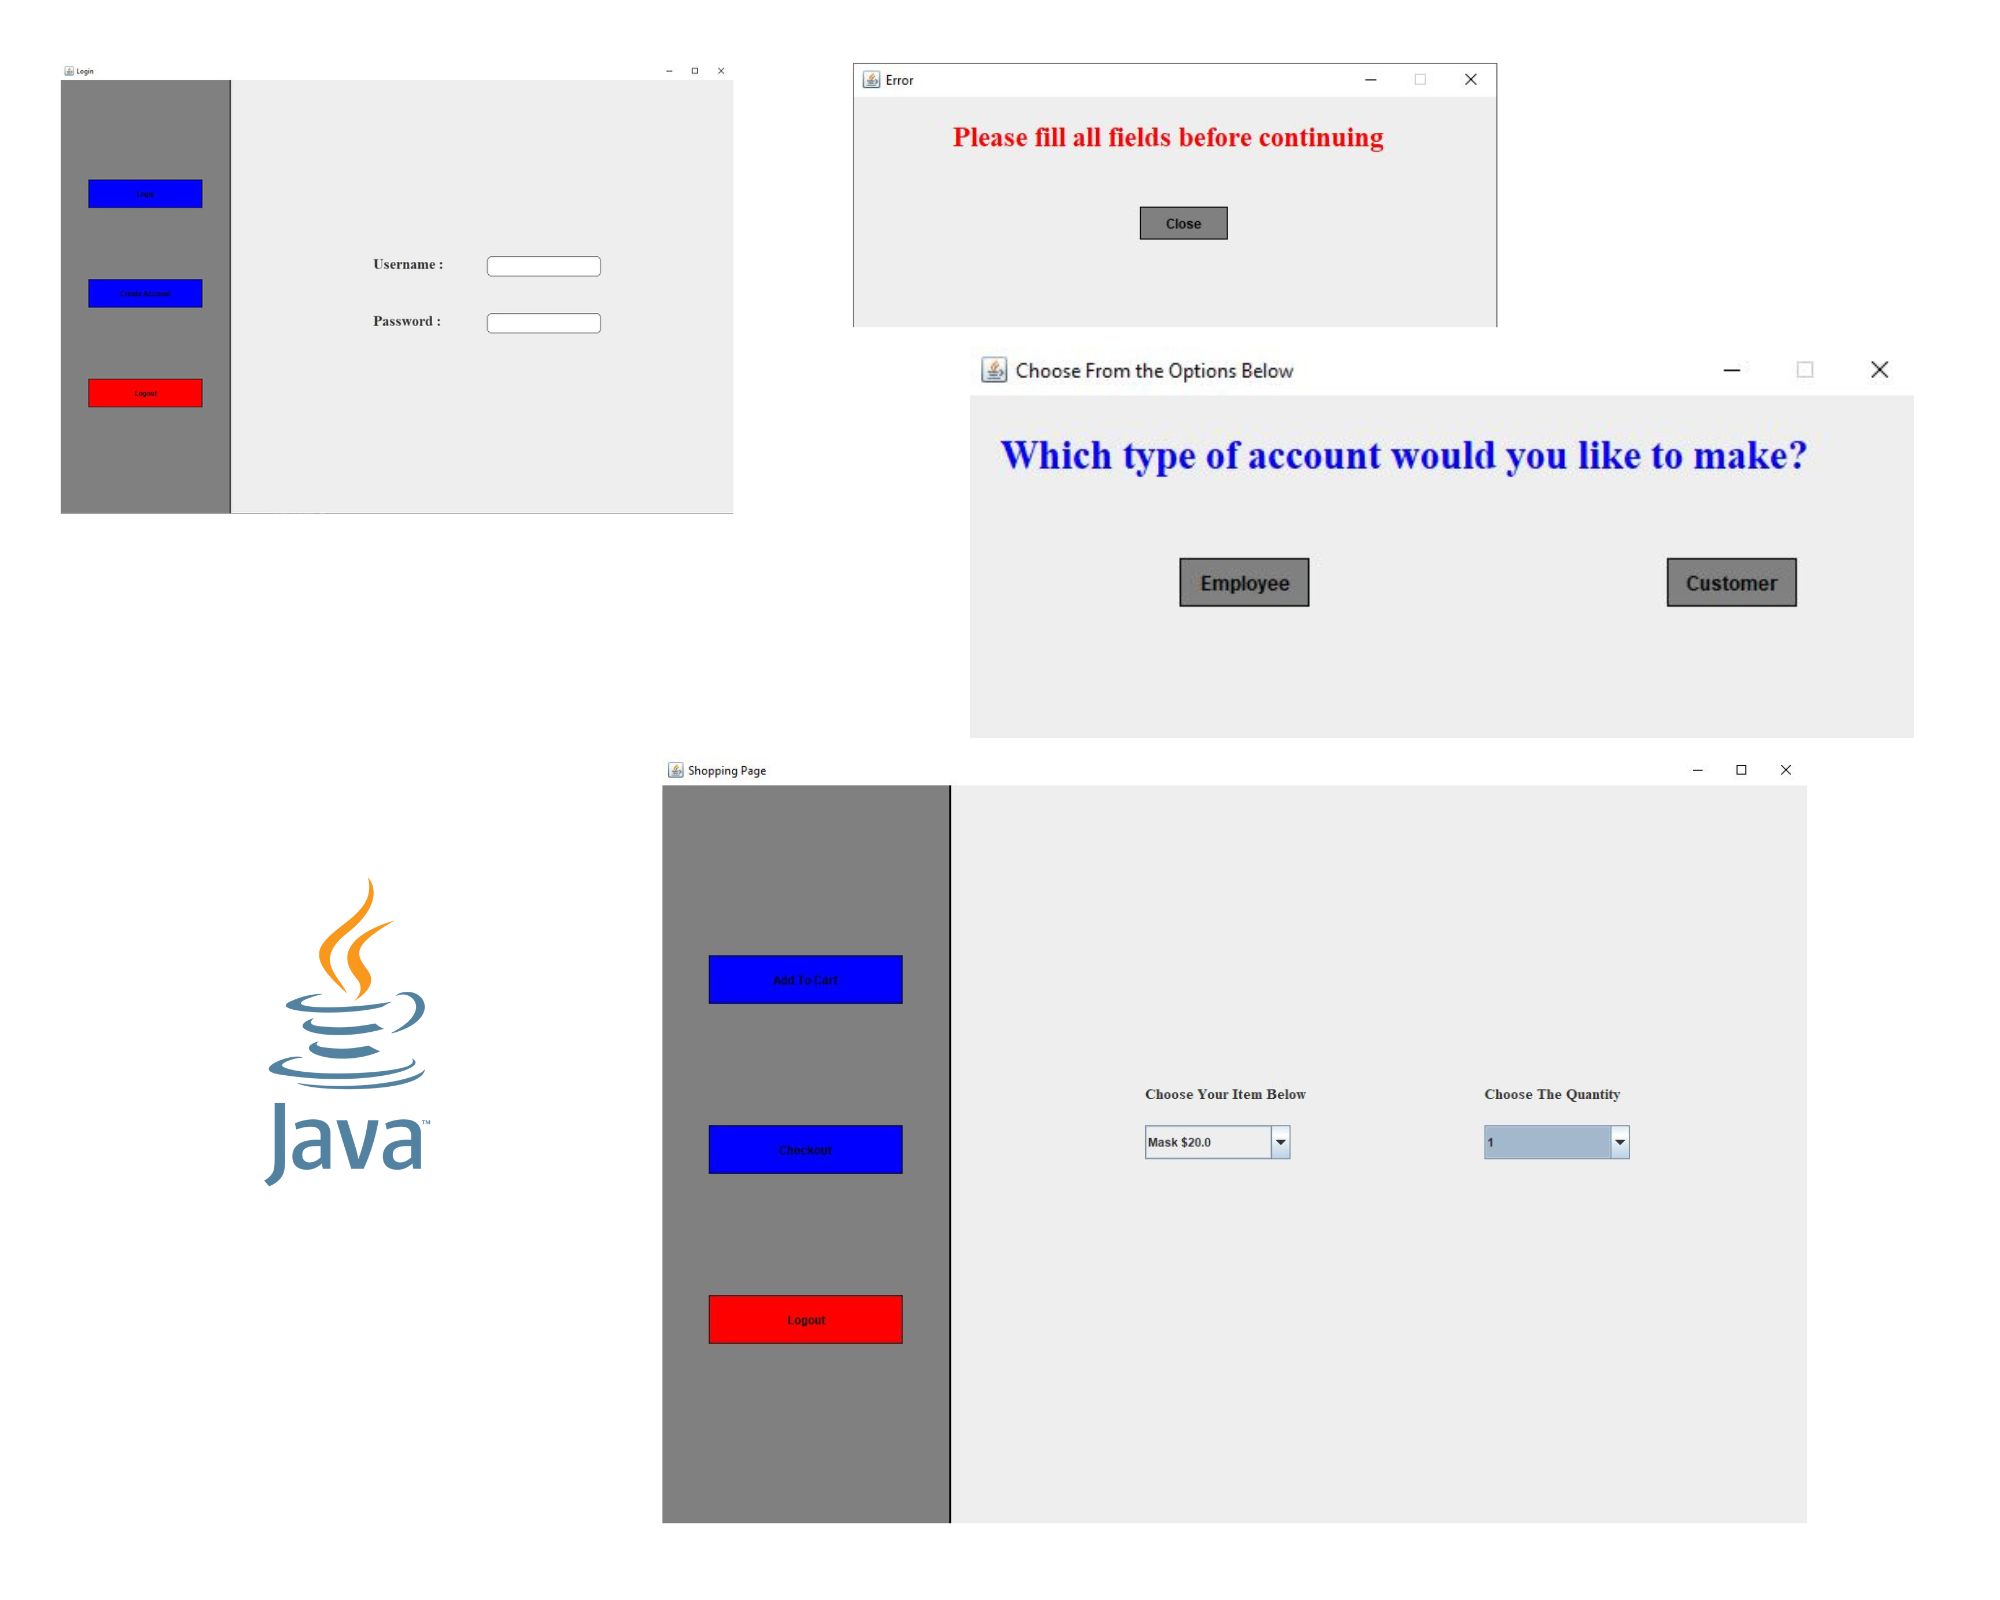 Login
Login
Create Account
Logout
Username :
Password :
Error
Please fill all fields before continuing
Close
Choose From the Options Below
Which type of account would you like to make?
Employee
Customer
Shopping Page
Add To Cart
Checkout
Logout
Choose Your Item Below
Choose The Quantity
Mask $20.0
1
Java™